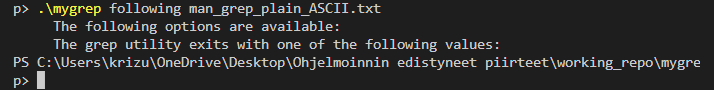 p> .\mygrep following man_grep_plain_ASCII.txt
The following options are available:
The grep utility exits with one of the following values:
PS C:\Users\krizu\OneDrive\Desktop\Ohjelmoinnin edistyneet piirteet\working_repo\mygre
p>